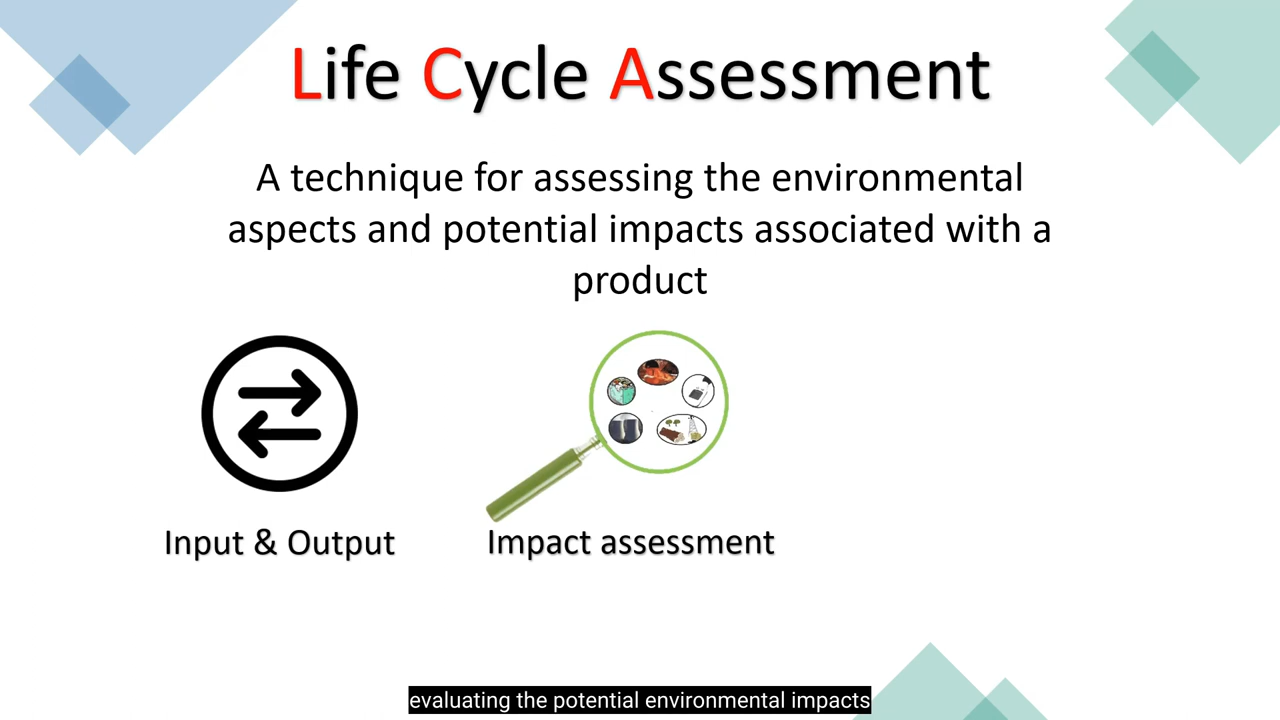 Life Cycle Assessment
A technique for assessing the environmental
aspects and potential impacts associated with a
product
Input & Output
Impact assessment
evaluating the potential environmental impacts